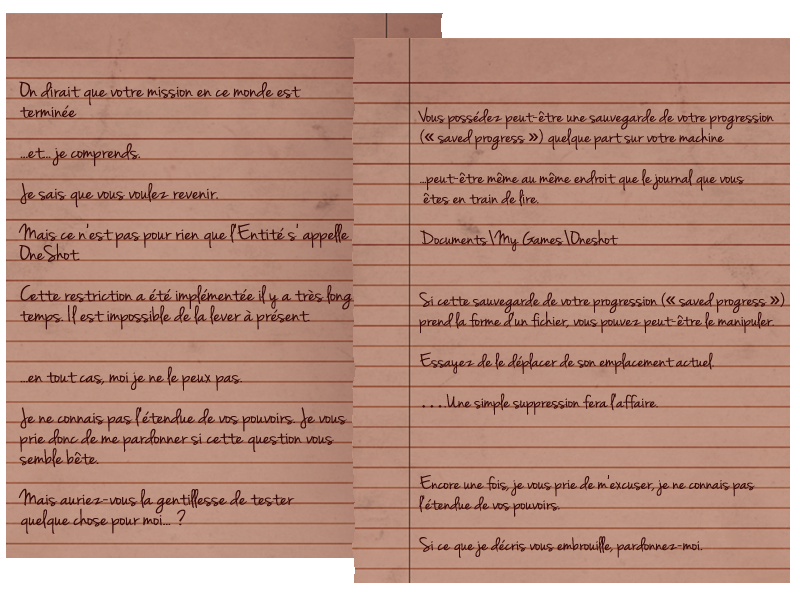 On dirait que votre mission en ce monde est
terminée
...et... je comprends.
Je sais que vous voulez revenir.
Mais ce n'est pas pour rien que l'Entité s'appelle
OneShot
Cette restriction a été implémentée il y a très long
temps. Il est impossible de la lever à présent
...en tout cas, moi je ne le peux pas.
Je ne connais pas l'étendue de vos pouvoirs. Je vous
prie donc de me pardonner si cette question vous
semble bête.
Mais auriez-vous la gentillesse de tester
quelque chose pour moi... ?
Vous possédez peut-être une sauvegarde de votre progression
(« saved progress ») quelque part sur votre machine
...peut-être même au même endroit que le journal que vous
êtes en train de lire.
Documents\My Games\Oneshot
Si cette sauvegarde de votre progression (« saved progress »)
prend la forme d'un fichier, vous pouvez peut-être le manipuler.
Essayez de le déplacer de son emplacement actuel.
....Une simple suppression fera l'affaire.
Encore une fois, je vous prie de m'excuser, je ne connais pas
l'étendue de vos pouvoirs.
Si ce que je décris vous embrouille, pardonnez-moi.